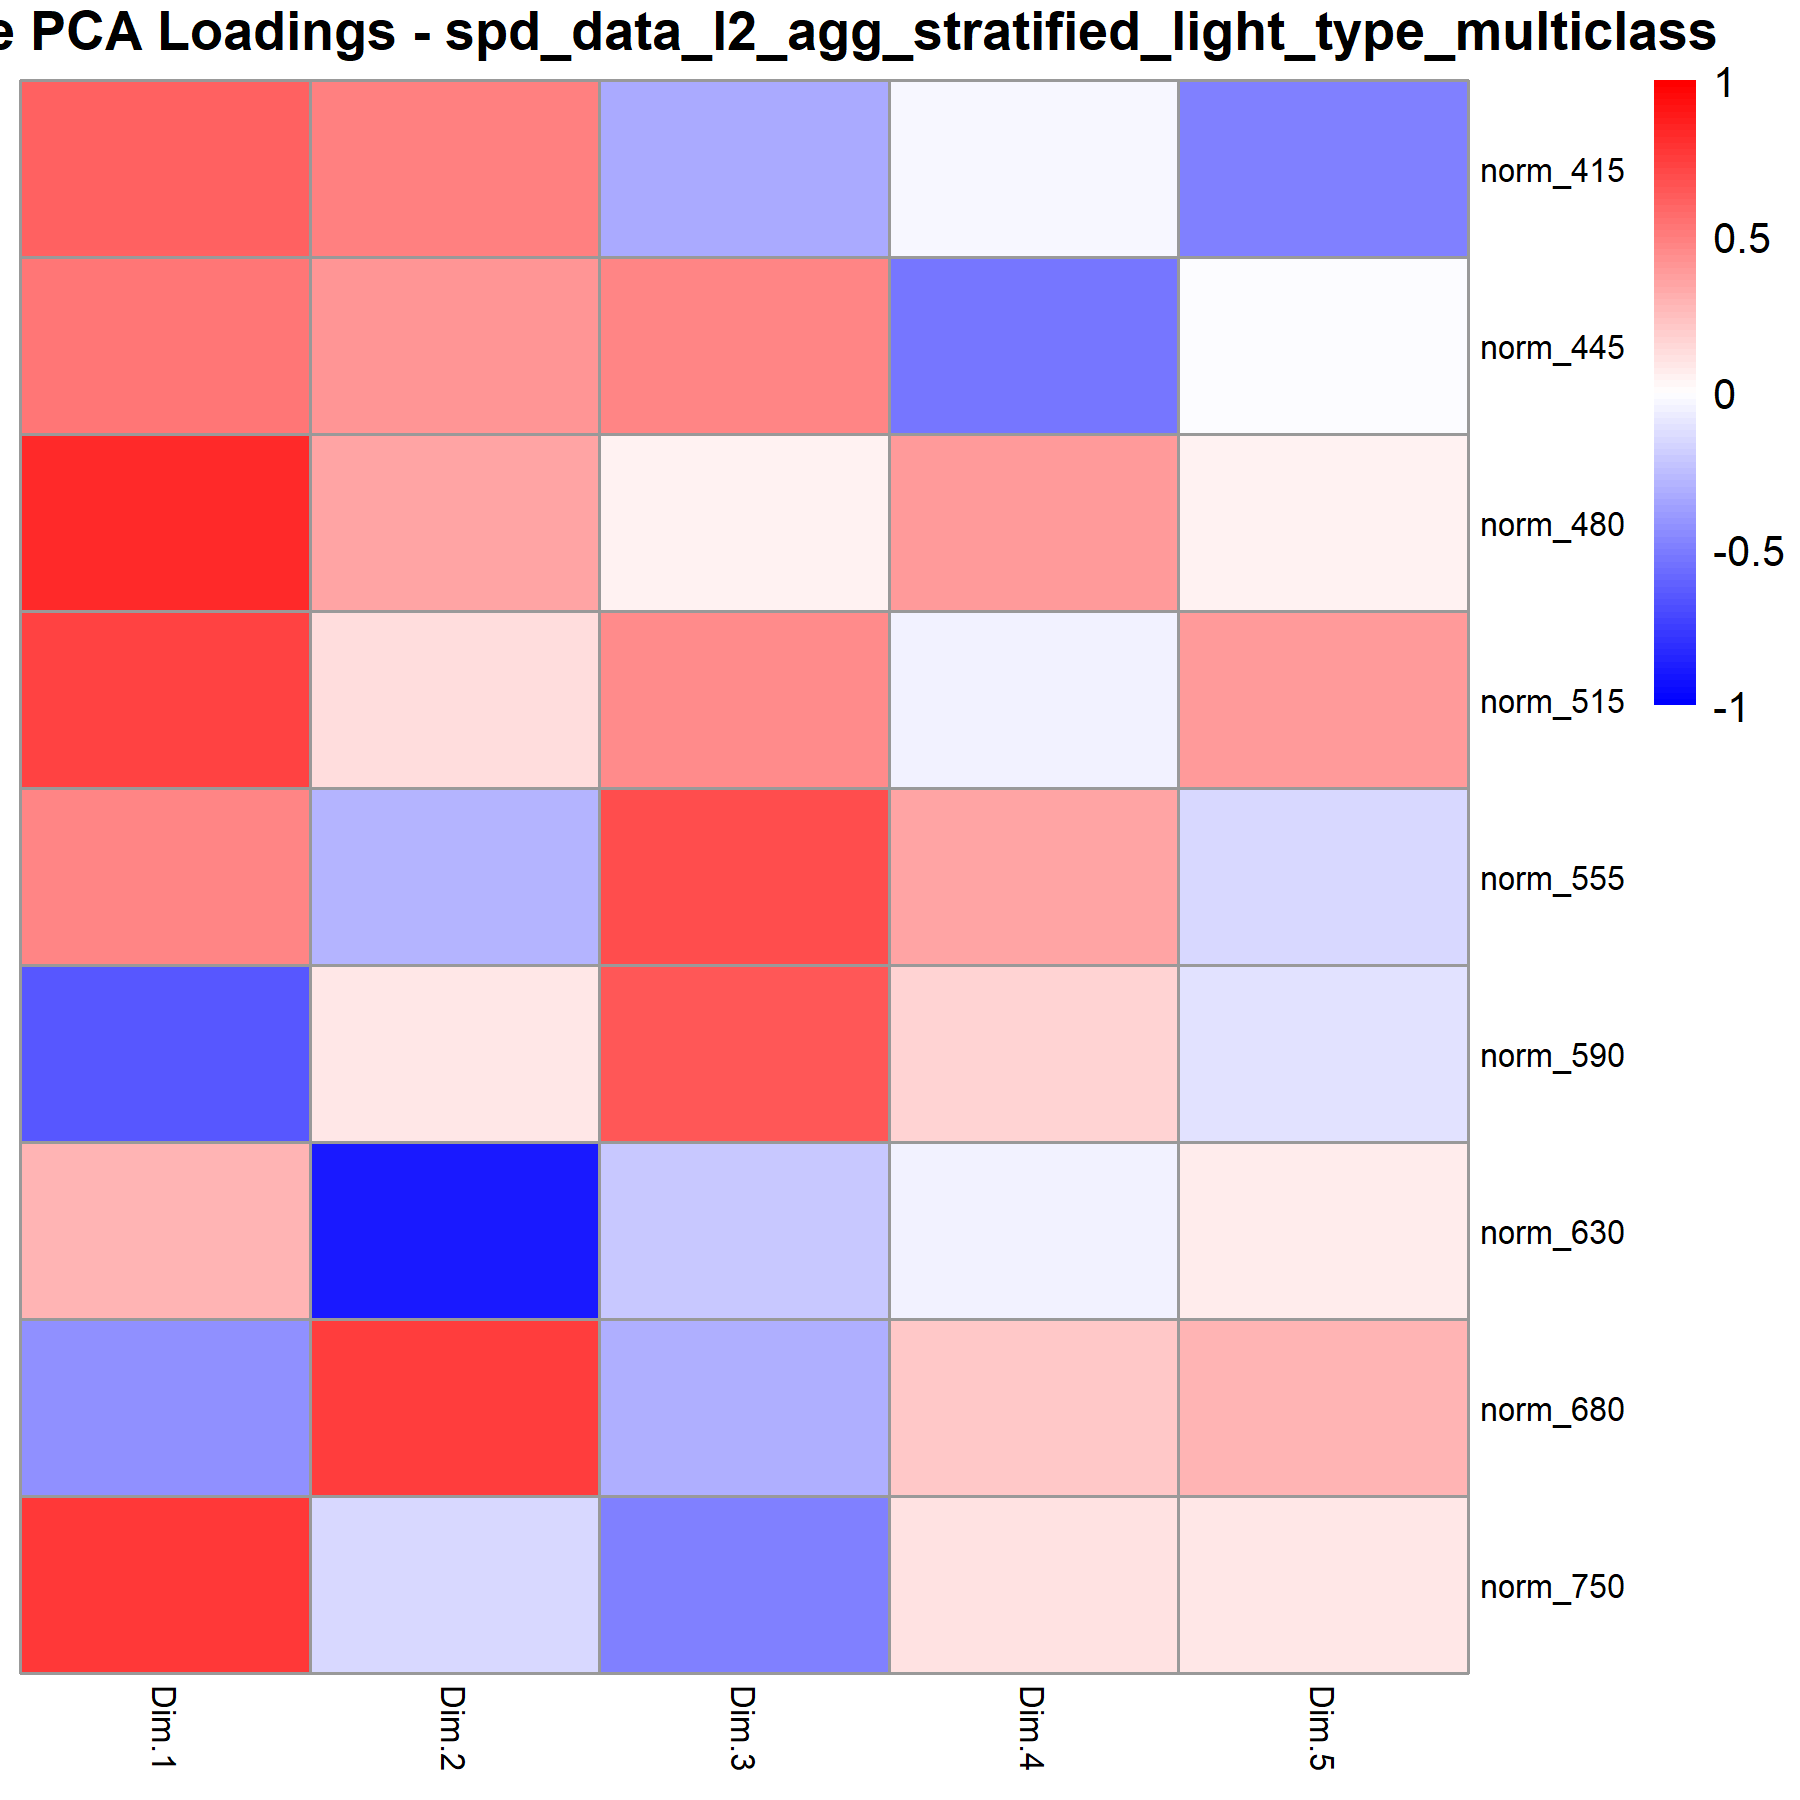 e PCA Loadings - spd_data_l2_agg_stratified_light_type_multiclass
1
0.5
0
-0.5
-1
norm_415
norm_445
norm_480
norm_515
norm_555
norm_590
norm_630
norm_680
norm_750
Dim.1
Dim.2
Dim.3
Dim.4
Dim.5